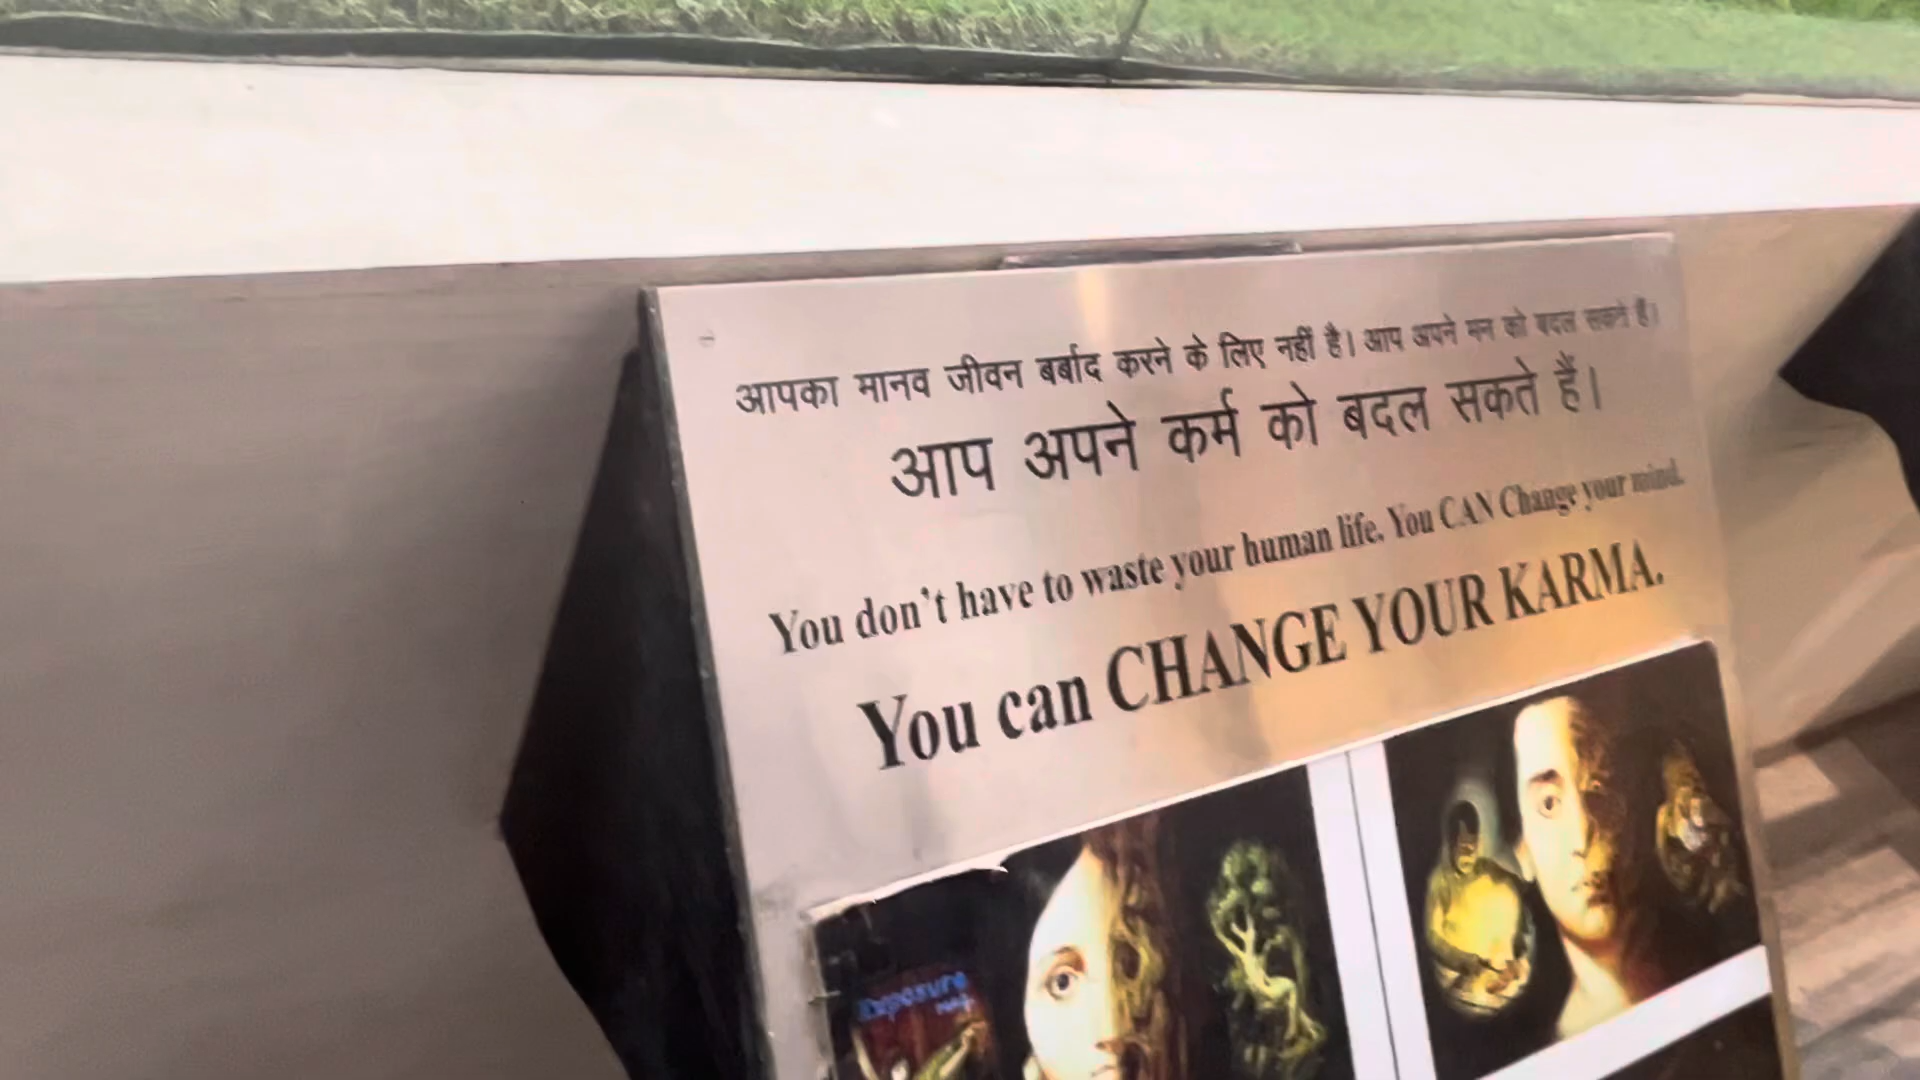 आपका मानव जीवन बर्बाद करने के लिए नहीं है। आप अपने मन को बदल सकते हैं।
आप अपने कर्म को बदल सकते हैं।
You don't have to waste your human life. You CAN Change your mind.
You can CHANGE YOUR KARMA.